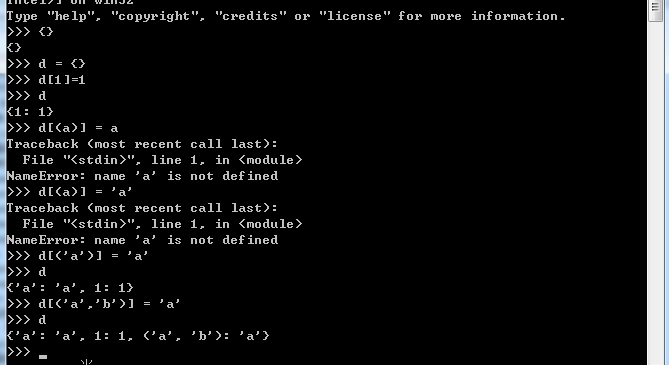 Intel)] on win32
Type "help", "copyright", "credits" or "license" for more information.
>>> {}
{}
>>> d = {}
>>> d[1]=1
>>> d
{1: 1}
>>> d[(a)] = a
Traceback (most recent call last):
  File "<stdin>", line 1, in <module>
NameError: name 'a' is not defined
>>> d[(a)] = 'a'
Traceback (most recent call last):
  File "<stdin>", line 1, in <module>
NameError: name 'a' is not defined
>>> d[('a')] = 'a'
>>> d
{'a': 'a', 1: 1}
>>> d[('a','b')] = 'a'
>>> d
{'a': 'a', 1: 1, ('a', 'b'): 'a'}
>>>